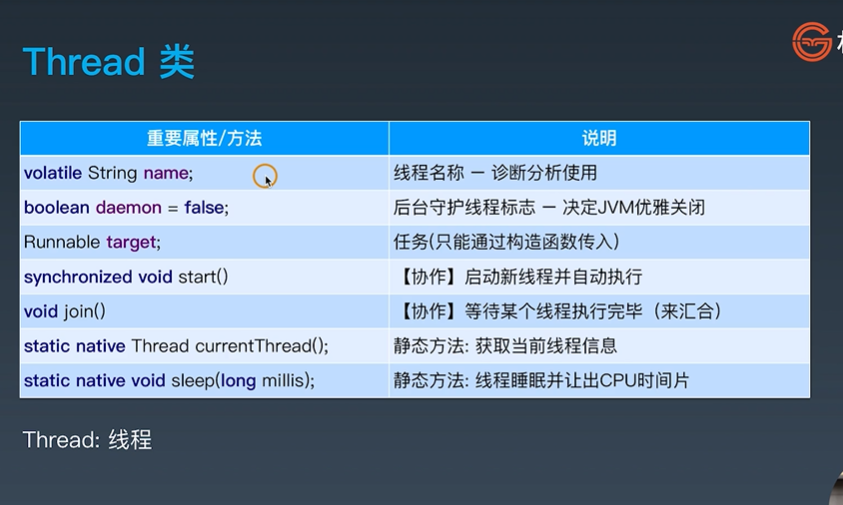 Thread 类
重要属性/方法 说明
volatile String name; 线程名称 — 诊断分析使用
boolean daemon = false; 后台守护线程标志 — 决定JVM优雅关闭
Runnable target; 任务(只能通过构造函数传入)
synchronized void start() 【协作】启动新线程并自动执行
void join() 【协作】等待某个线程执行完毕（来汇合）
static native Thread currentThread(); 静态方法: 获取当前线程信息
static native void sleep(long millis); 静态方法: 线程睡眠并让出CPU时间片
Thread: 线程